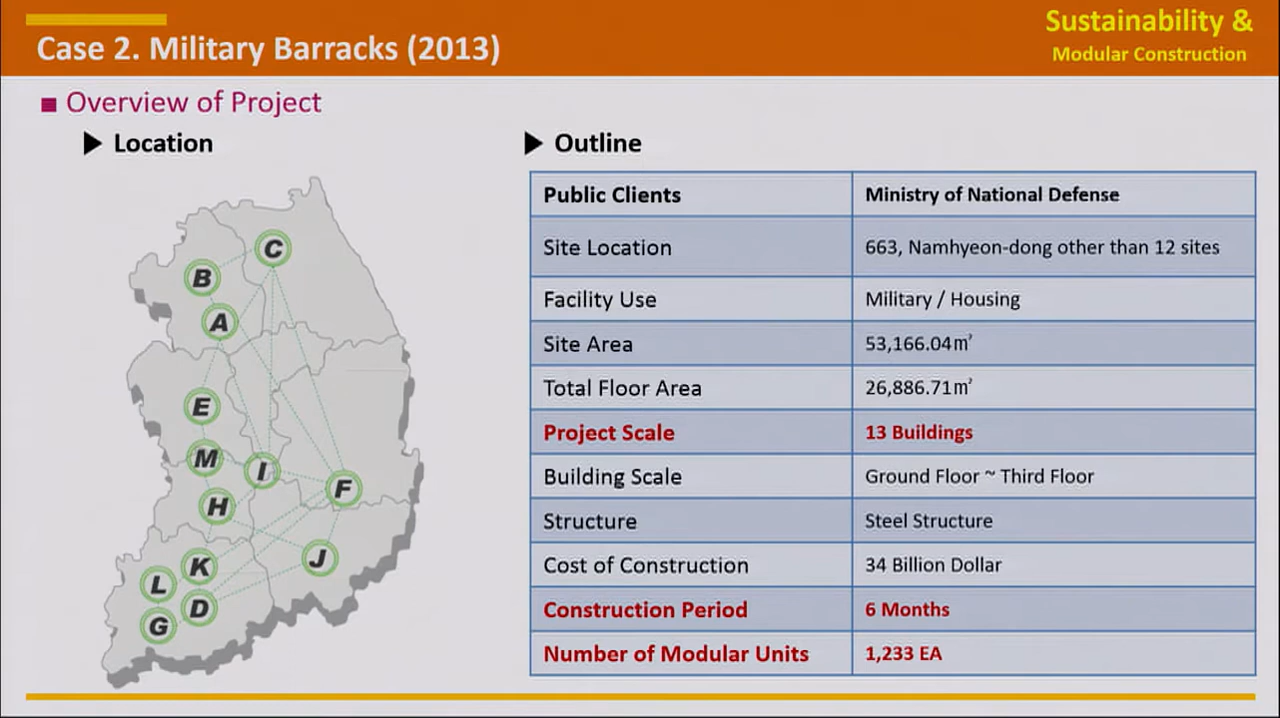 Case 2. Military Barracks (2013)
Sustainability &
Modular Construction
Overview of Project
Location
Outline
C
B
A
E
M
I
F
H
J
K
L
D
G
Public Clients
Ministry of National Defense
Site Location
663, Namhyeon-dong other than 12 sites
Facility Use
Military / Housing
Site Area
53,166.04㎡
Total Floor Area
26,886.71㎡
Project Scale
13 Buildings
Building Scale
Ground Floor ~ Third Floor
Structure
Steel Structure
Cost of Construction
34 Billion Dollar
Construction Period
6 Months
Number of Modular Units
1,233 EA